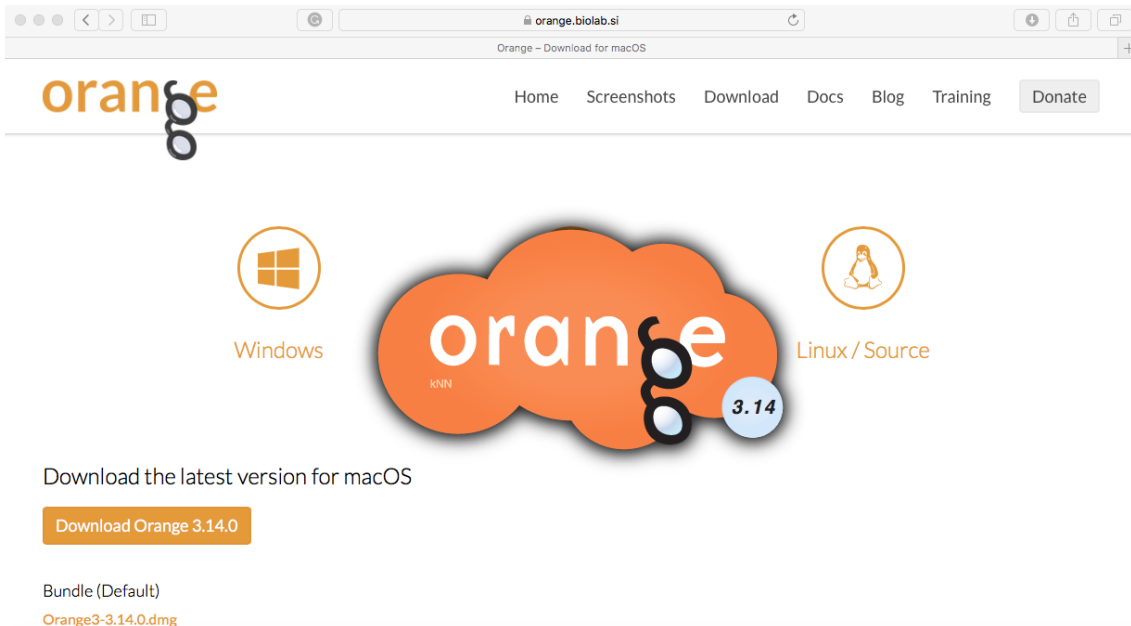 orange.biolab.si
Orange – Download for macOS
orange
Home Screenshots Download Docs Blog Training Donate
orange
kNN
3.14
Windows
Linux / Source
Download the latest version for macOS
Download Orange 3.14.0
Bundle (Default)
Orange3-3.14.0.dmg